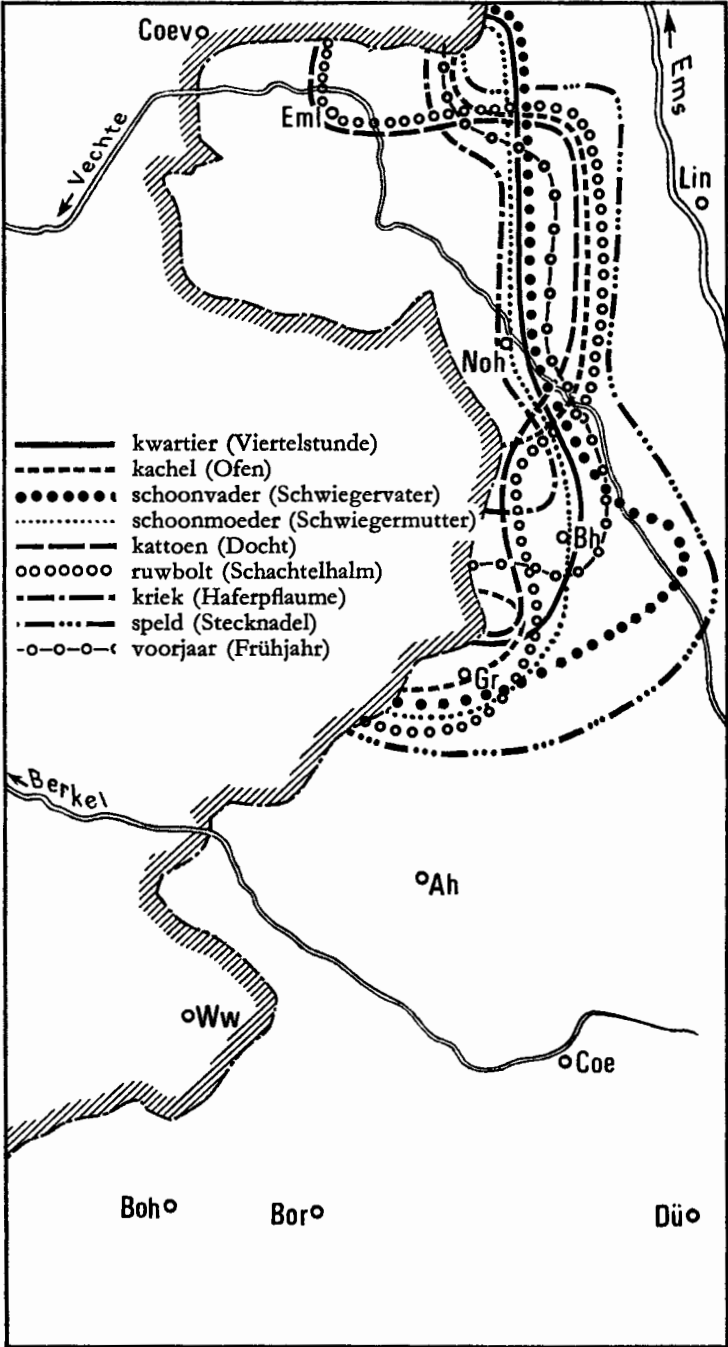 Coev
Ems
Vechte
Eml
Lin
Noh
kwartier (Viertelstunde)
kachel (Ofen)
schoonvader (Schwiegervater)
schoonmoeder (Schwiegermutter)
kattoen (Docht)
ruwbolt (Schachtelhalm)
kriek (Haferpflaume)
speld (Stecknadel)
voorjaar (Frühjahr)
Bh
Gr
Berkel
Ah
Ww
Coe
Boh
Bor
Dü